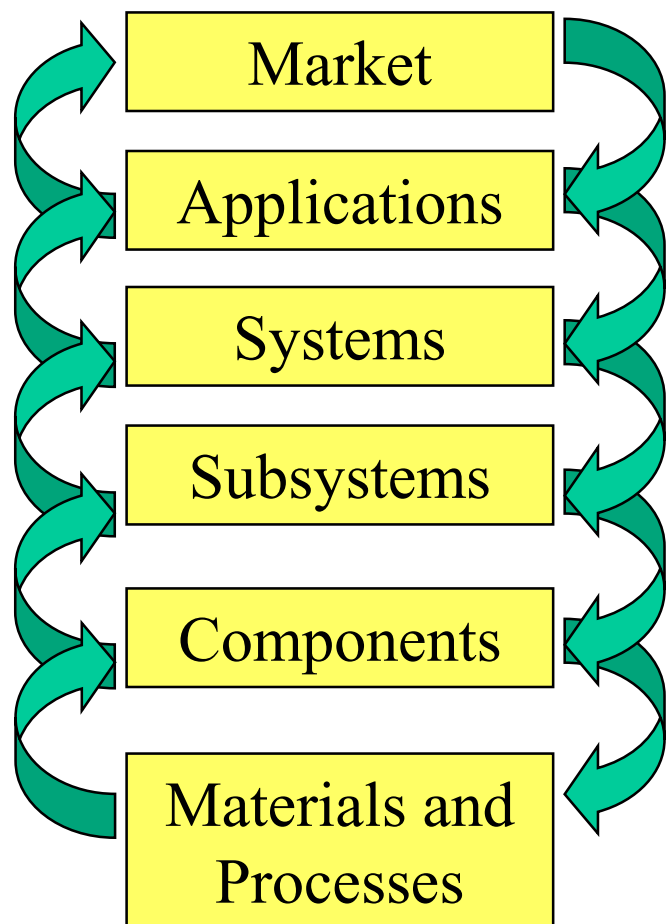 Market
Applications
Systems
Subsystems
Components
Materials and
Processes